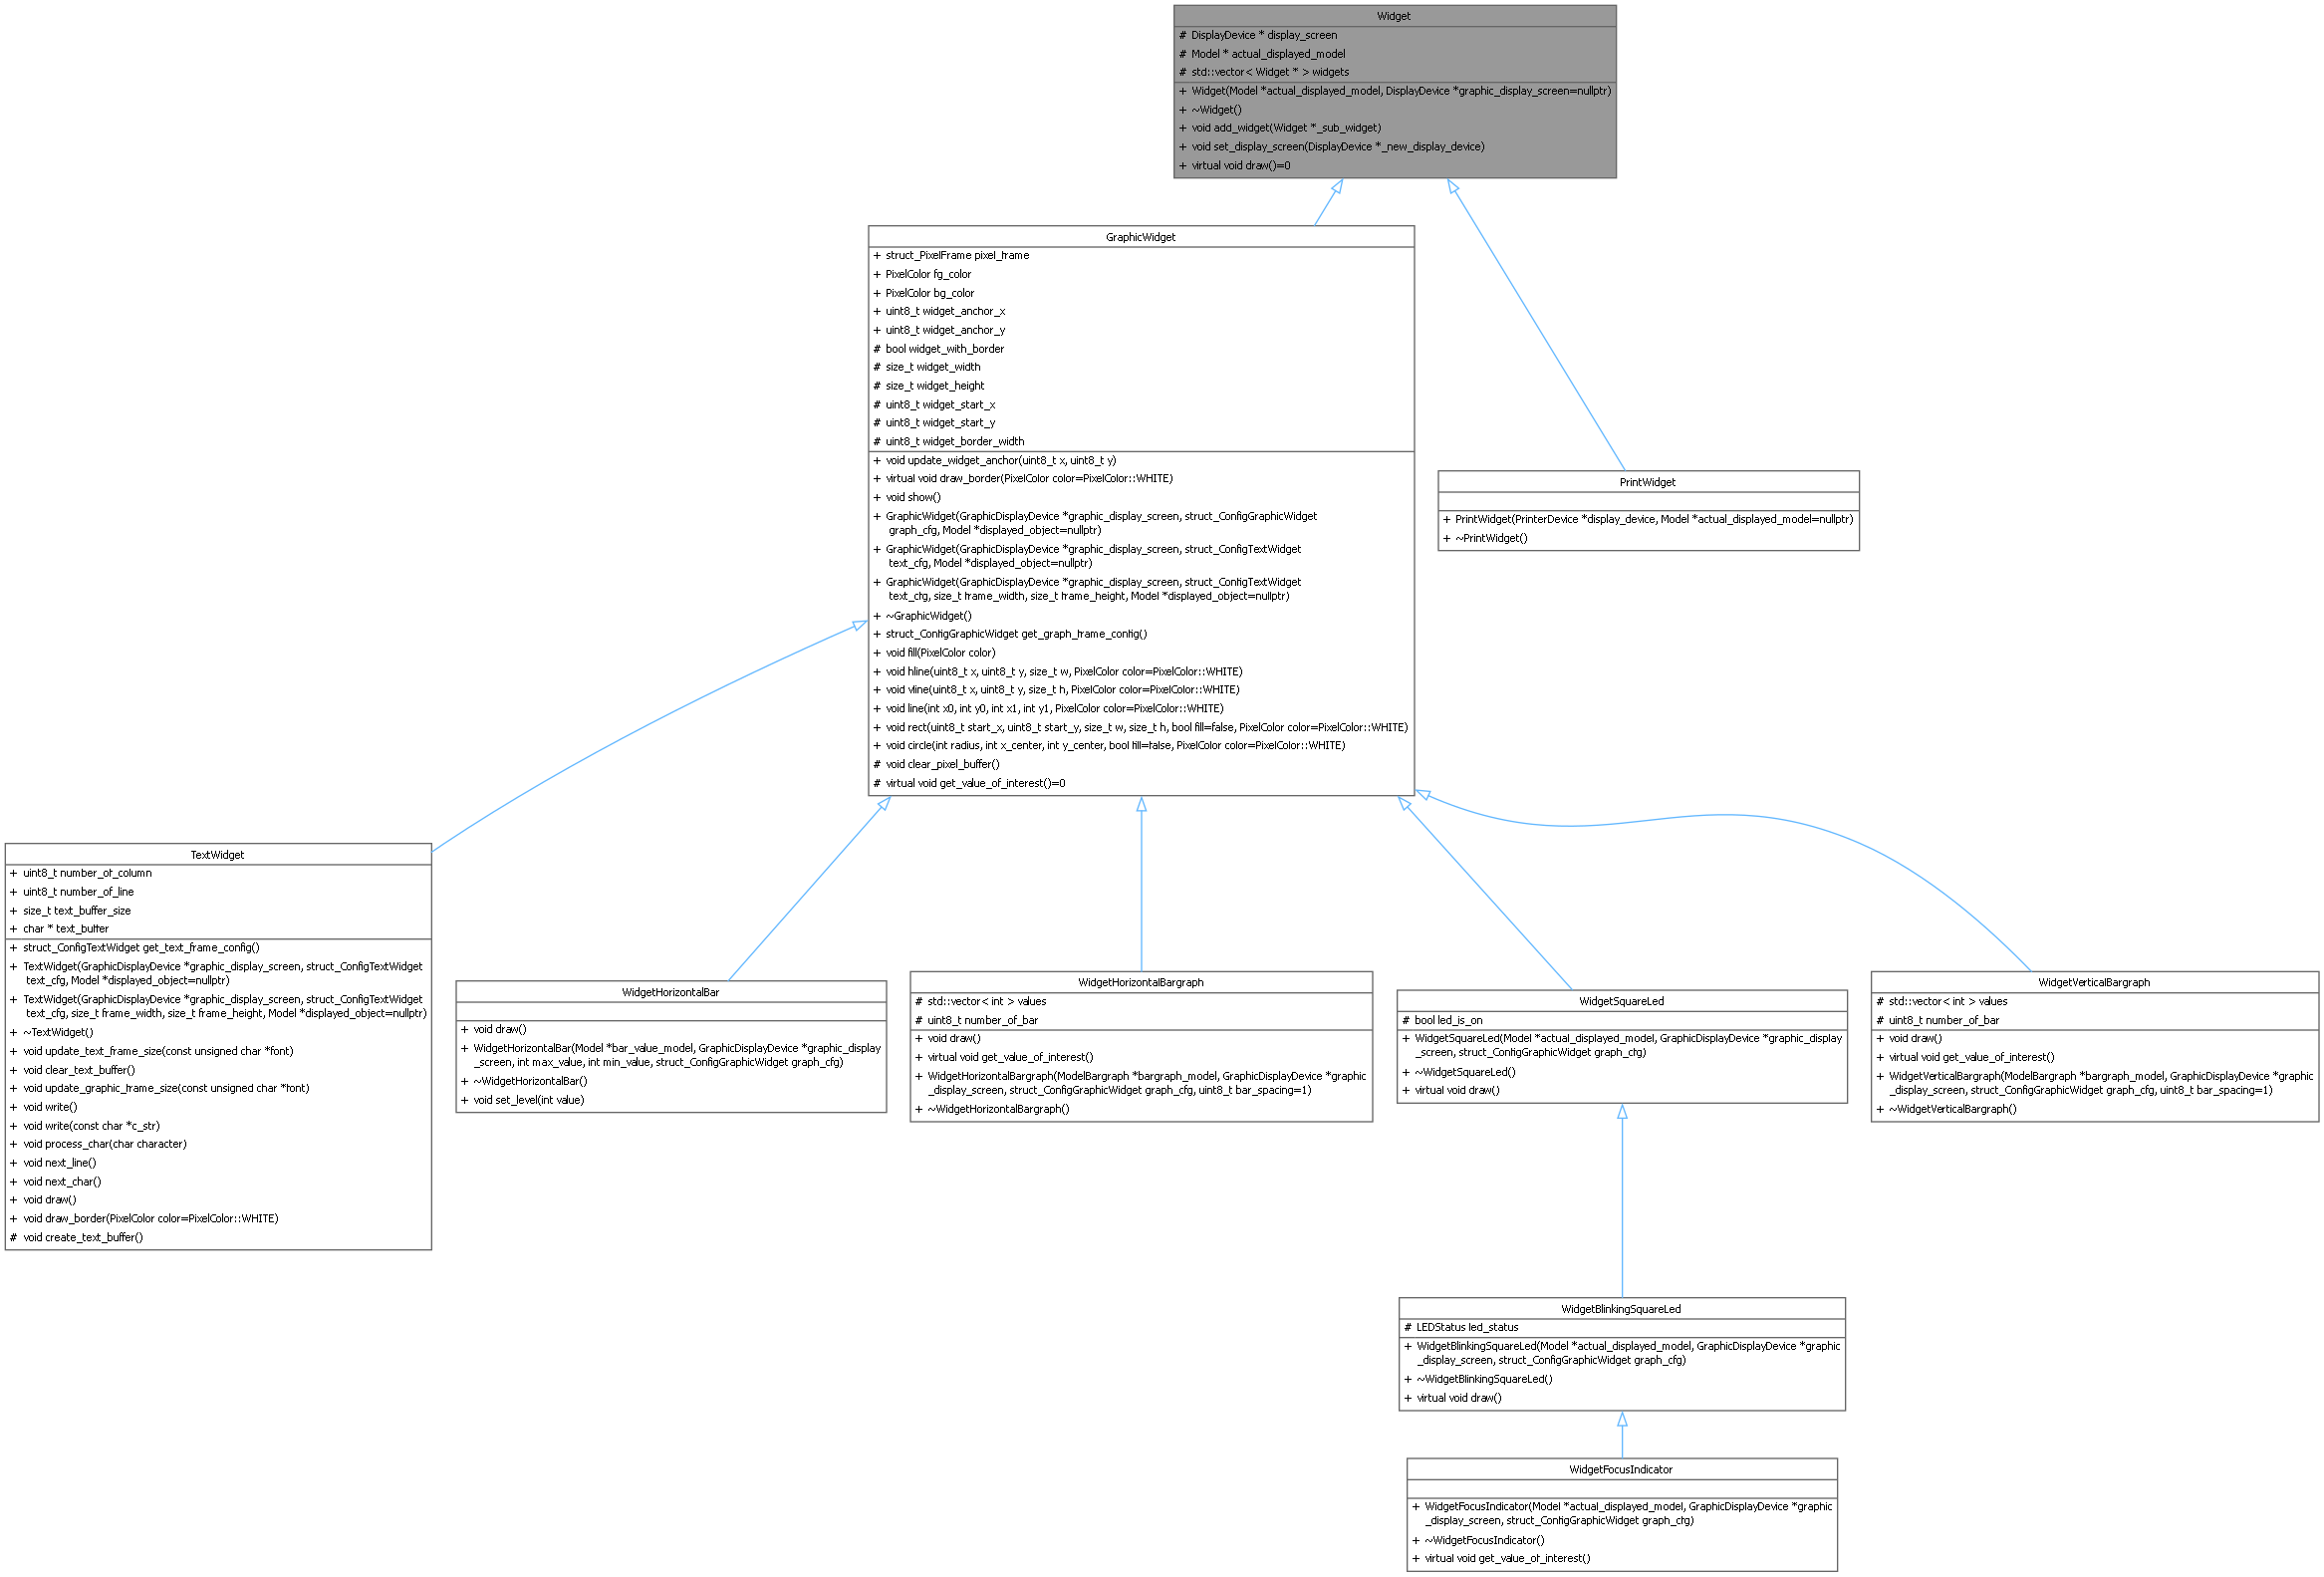 Widget
# DisplayDevice * display_screen
# Model * actual_displayed_model
# std::vector< Widget * > widgets
+ Widget(Model *actual_displayed_model, DisplayDevice *graphic_display_screen=nullptr)
+ ~Widget()
+ void add_widget(Widget *_sub_widget)
+ void set_display_screen(DisplayDevice *_new_display_device)
+ virtual void draw()=0
GraphicWidget
+ struct_PixelFrame pixel_frame
+ PixelColor fg_color
+ PixelColor bg_color
+ uint8_t widget_anchor_x
+ uint8_t widget_anchor_y
# bool widget_with_border
# size_t widget_width
# size_t widget_height
# uint8_t widget_start_x
# uint8_t widget_start_y
# uint8_t widget_border_width
+ void update_widget_anchor(uint8_t x, uint8_t y)
+ virtual void draw_border(PixelColor color=PixelColor::WHITE)
+ void show()
+ GraphicWidget(GraphicDisplayDevice *graphic_display_screen, struct_ConfigGraphicWidget
graph_cfg, Model *displayed_object=nullptr)
+ GraphicWidget(GraphicDisplayDevice *graphic_display_screen, struct_ConfigTextWidget
text_cfg, Model *displayed_object=nullptr)
+ GraphicWidget(GraphicDisplayDevice *graphic_display_screen, struct_ConfigTextWidget
text_cfg, size_t frame_width, size_t frame_height, Model *displayed_object=nullptr)
+ ~GraphicWidget()
+ struct_ConfigGraphicWidget get_graph_frame_config()
+ void fill(PixelColor color)
+ void hline(uint8_t x, uint8_t y, size_t w, PixelColor color=PixelColor::WHITE)
+ void vline(uint8_t x, uint8_t y, size_t h, PixelColor color=PixelColor::WHITE)
+ void line(int x0, int y0, int x1, int y1, PixelColor color=PixelColor::WHITE)
+ void rect(uint8_t start_x, uint8_t start_y, size_t w, size_t h, bool fill=false, PixelColor color=PixelColor::WHITE)
+ void circle(int radius, int x_center, int y_center, bool fill=false, PixelColor color=PixelColor::WHITE)
# void clear_pixel_buffer()
# virtual void get_value_of_interest()=0
PrintWidget
+ PrintWidget(PrinterDevice *display_device, Model *actual_displayed_model=nullptr)
+ ~PrintWidget()
TextWidget
+ uint8_t number_of_column
+ uint8_t number_of_line
+ size_t text_buffer_size
+ char * text_buffer
+ struct_ConfigTextWidget get_text_frame_config()
+ TextWidget(GraphicDisplayDevice *graphic_display_screen, struct_ConfigTextWidget
text_cfg, Model *displayed_object=nullptr)
+ TextWidget(GraphicDisplayDevice *graphic_display_screen, struct_ConfigTextWidget
text_cfg, size_t frame_width, size_t frame_height, Model *displayed_object=nullptr)
+ ~TextWidget()
+ void update_text_frame_size(const unsigned char *font)
+ void clear_text_buffer()
+ void update_graphic_frame_size(const unsigned char *font)
+ void write()
+ void write(const char *c_str)
+ void process_char(char character)
+ void next_line()
+ void next_char()
+ void draw()
+ void draw_border(PixelColor color=PixelColor::WHITE)
# void create_text_buffer()
WidgetHorizontalBar
+ void draw()
+ WidgetHorizontalBar(Model *bar_value_model, GraphicDisplayDevice *graphic_display
_screen, int max_value, int min_value, struct_ConfigGraphicWidget graph_cfg)
+ ~WidgetHorizontalBar()
+ void set_level(int value)
WidgetHorizontalBargraph
# std::vector< int > values
# uint8_t number_of_bar
+ void draw()
+ virtual void get_value_of_interest()
+ WidgetHorizontalBargraph(ModelBargraph *bargraph_model, GraphicDisplayDevice *graphic
_display_screen, struct_ConfigGraphicWidget graph_cfg, uint8_t bar_spacing=1)
+ ~WidgetHorizontalBargraph()
WidgetSquareLed
# bool led_is_on
+ WidgetSquareLed(Model *actual_displayed_model, GraphicDisplayDevice *graphic_display
_screen, struct_ConfigGraphicWidget graph_cfg)
+ ~WidgetSquareLed()
+ virtual void draw()
WidgetVerticalBargraph
# std::vector< int > values
# uint8_t number_of_bar
+ void draw()
+ virtual void get_value_of_interest()
+ WidgetVerticalBargraph(ModelBargraph *bargraph_model, GraphicDisplayDevice *graphic
_display_screen, struct_ConfigGraphicWidget graph_cfg, uint8_t bar_spacing=1)
+ ~WidgetVerticalBargraph()
WidgetBlinkingSquareLed
# LEDStatus led_status
+ WidgetBlinkingSquareLed(Model *actual_displayed_model, GraphicDisplayDevice *graphic
_display_screen, struct_ConfigGraphicWidget graph_cfg)
+ ~WidgetBlinkingSquareLed()
+ virtual void draw()
WidgetFocusIndicator
+ WidgetFocusIndicator(Model *actual_displayed_model, GraphicDisplayDevice *graphic
_display_screen, struct_ConfigGraphicWidget graph_cfg)
+ ~WidgetFocusIndicator()
+ virtual void get_value_of_interest()